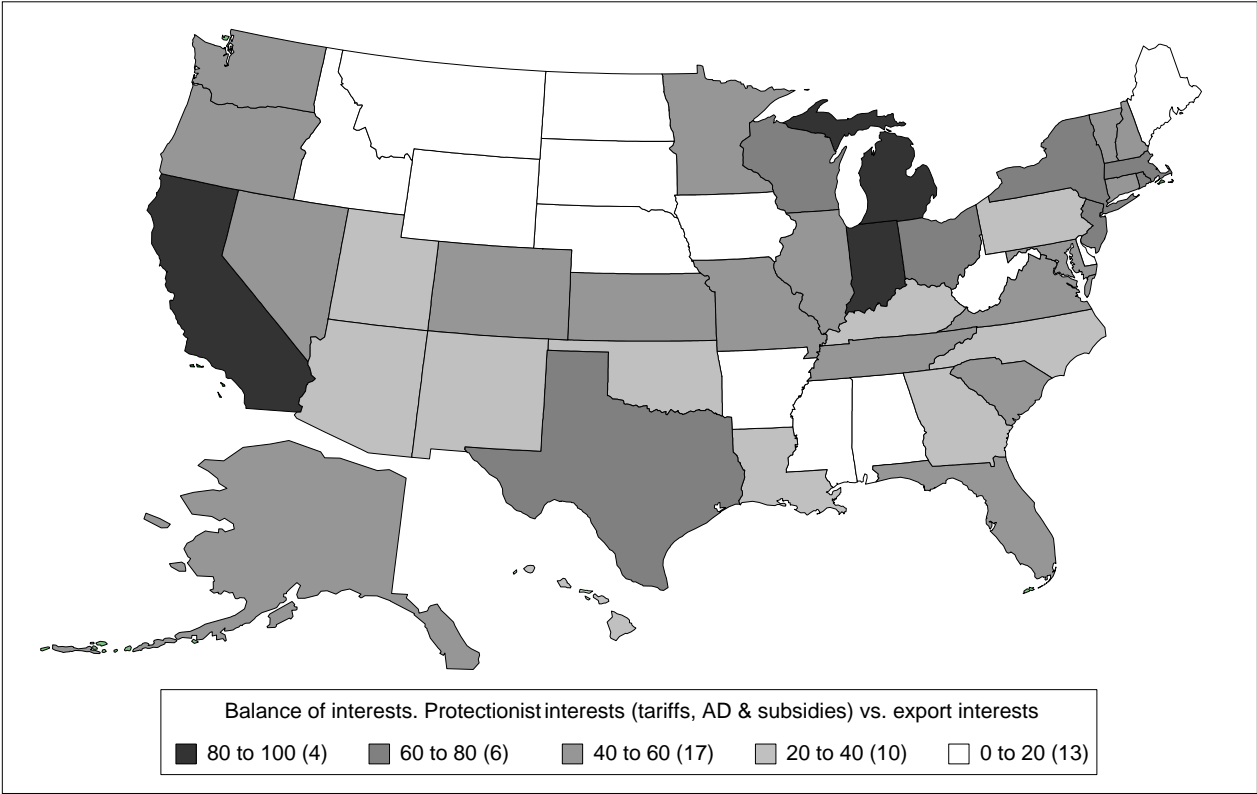 Balance of interests. Protectionist interests (tariffs, AD & subsidies) vs. export interests
80 to 100 (4) 60 to 80 (6) 40 to 60 (17) 20 to 40 (10) 0 to 20 (13)